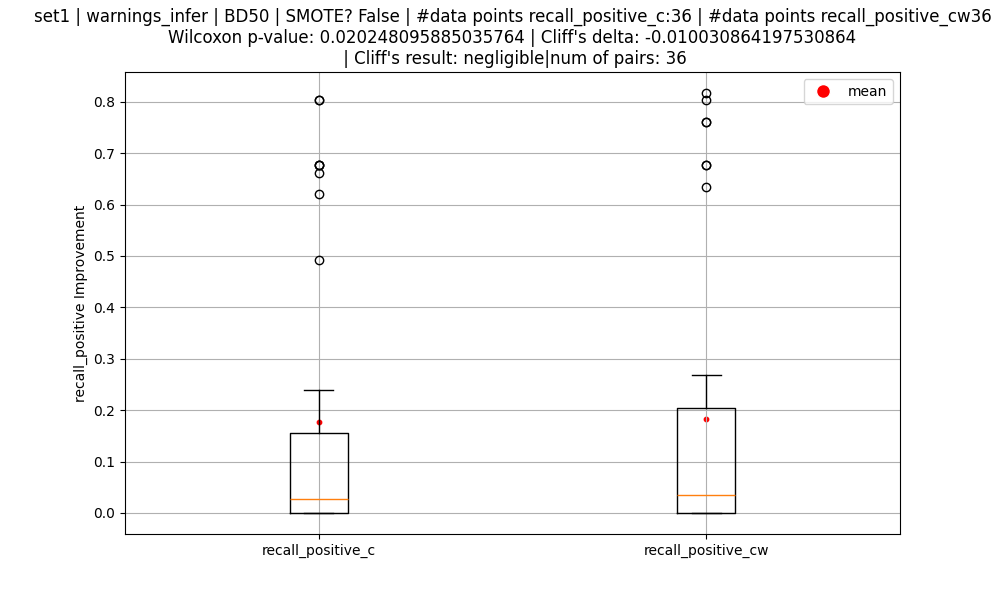 set1 | warnings_infer | BD50 | SMOTE? False | #data points recall_positive_c:36 | #data points recall_positive_cw36
Wilcoxon p-value: 0.020248095885035764 | Cliff's delta: -0.010030864197530864
| Cliff's result: negligible|num of pairs: 36
mean
recall_positive Improvement
0.8
0.7
0.6
0.5
0.4
0.3
0.2
0.1
0.0
recall_positive_c
recall_positive_cw